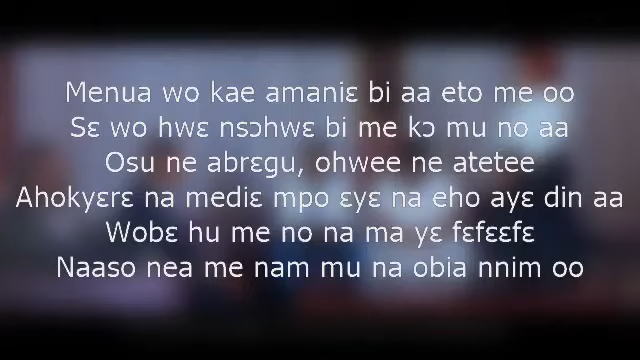 Menua wo kae amaniɛ bi aa eto me oo
Sɛ wo hwɛ nsɔhwɛ bi me kɔ mu no aa
Osu ne abrɛgu, ohwee ne atetee
Ahokyɛrɛ na mediɛ mpo ɛyɛ na eho ayɛ din aa
Wobɛ hu me no na ma yɛ fɛfɛɛfɛ
Naaso nea me nam mu na obia nnim oo